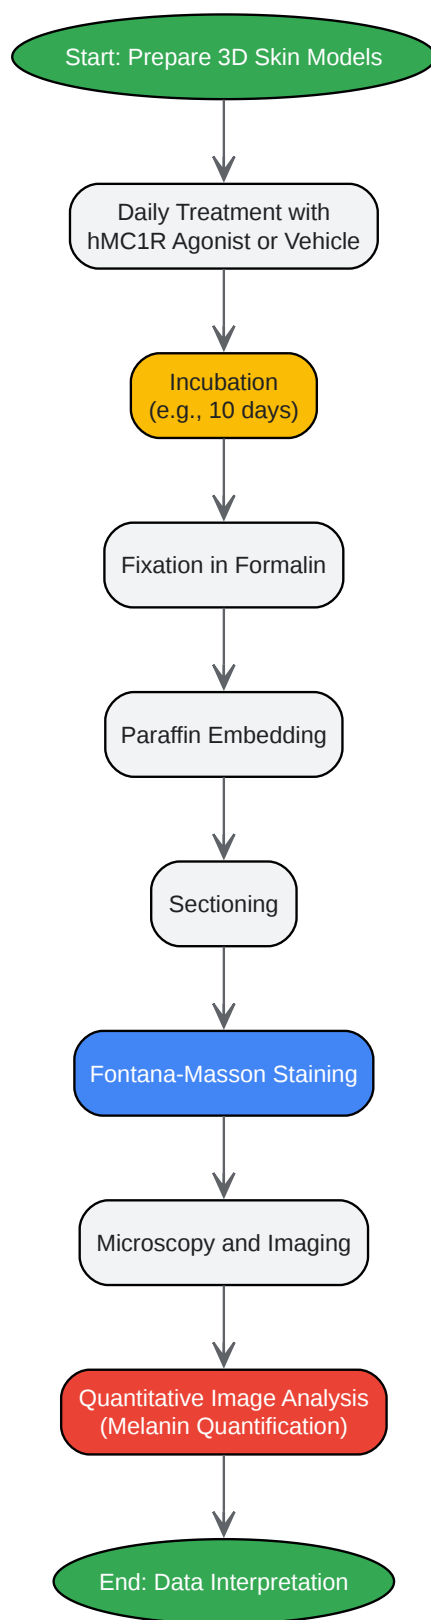 Start: Prepare 3D Skin Models
Daily Treatment with
hMC1R Agonist or Vehicle
Incubation
(e.g., 10 days)
Fixation in Formalin
Paraffin Embedding
Sectioning
Fontana-Masson Staining
Microscopy and Imaging
Quantitative Image Analysis
(Melanin Quantification)
End: Data Interpretation